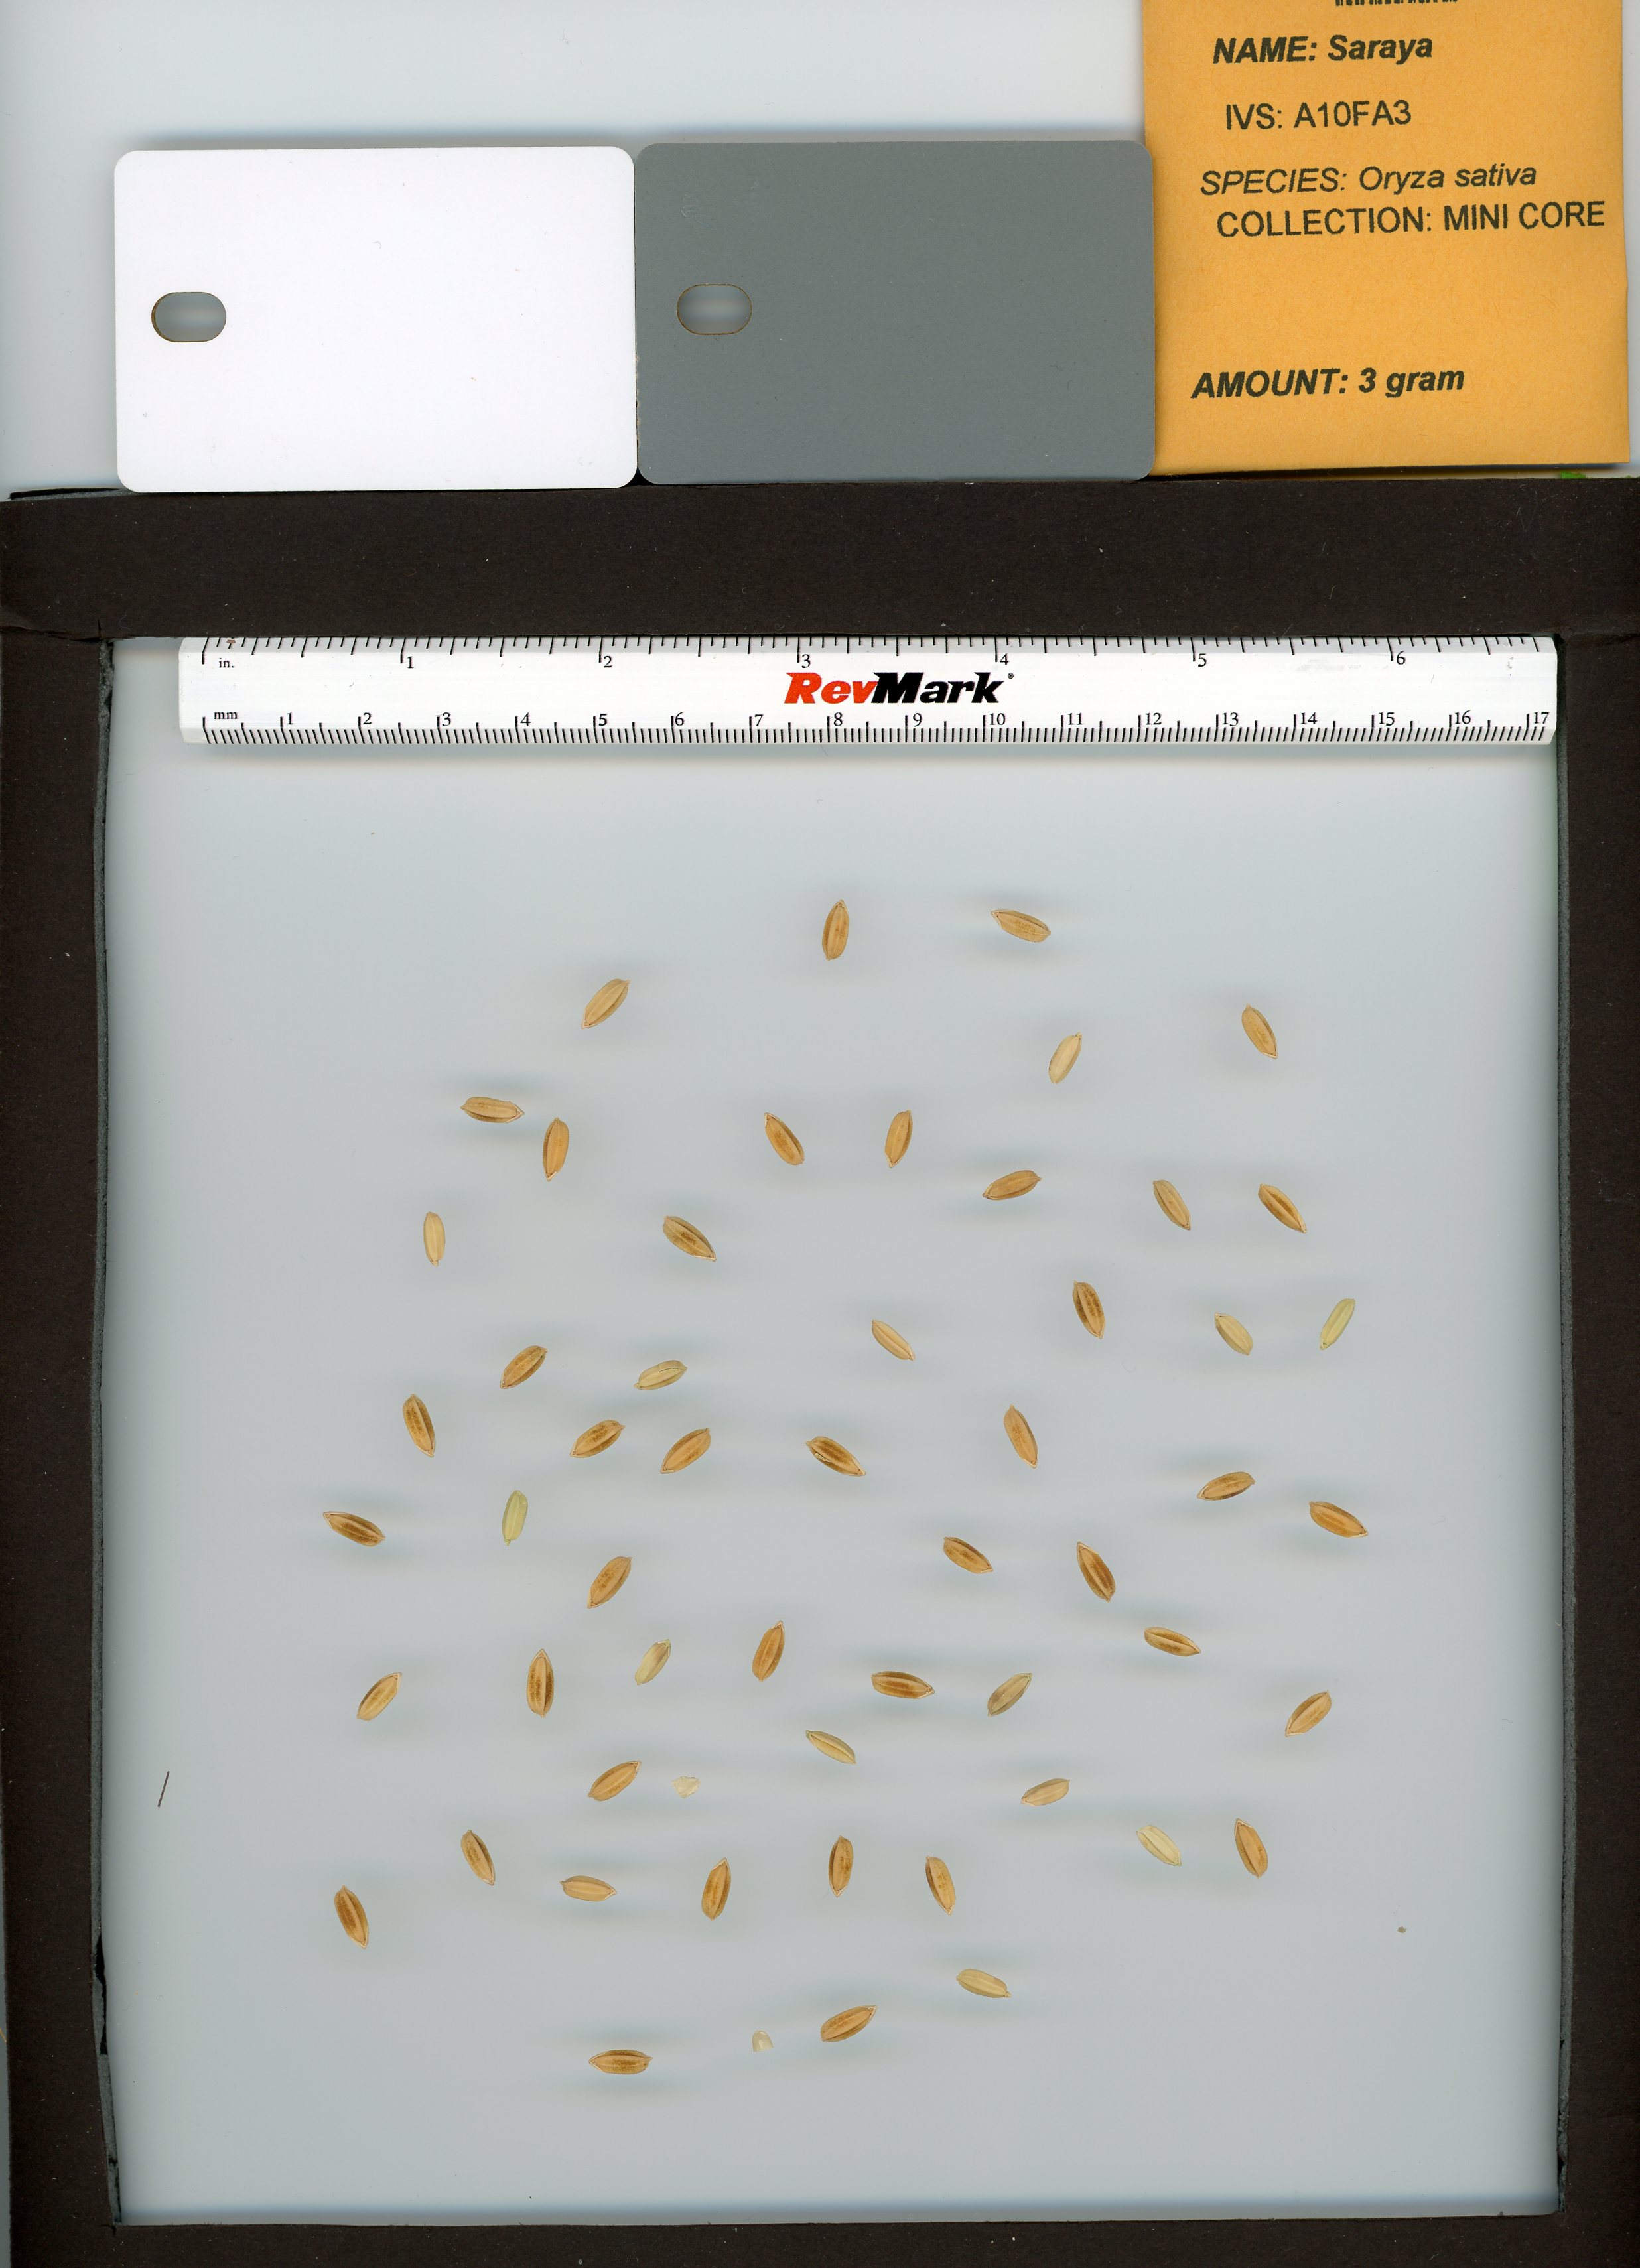 NAME: Saraya
IVS: A10FA3
SPECIES: Oryza sativa
COLLECTION: MINI CORE
AMOUNT: 3 gram
in. 1 2 3 4 5 6
RevMark®
mm 1 2 3 4 5 6 7 8 9 10 11 12 13 14 15 16 17